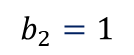 b₂ = 1